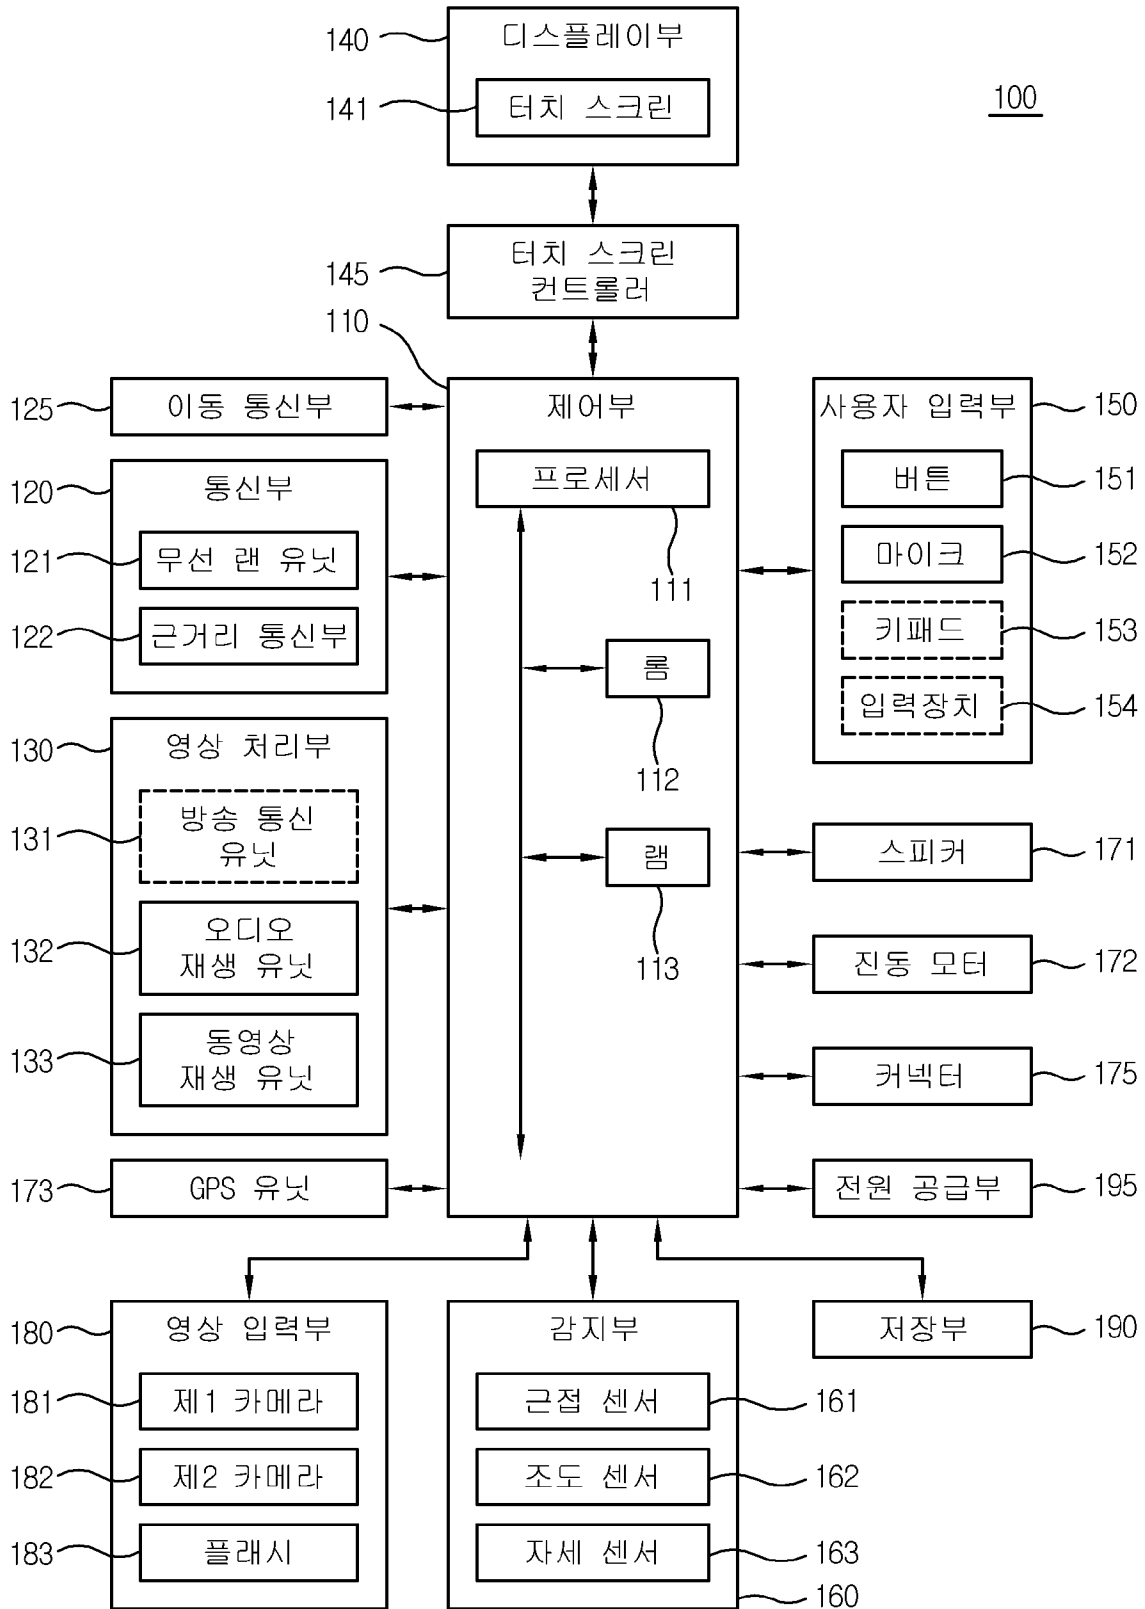 140
디스플레이부
141
터치 스크린
100
145
터치 스크린
컨트롤러
110
125
이동 통신부
제어부
사용자 입력부
150
프로세서
111
120
통신부
121
무선 랜 유닛
122
근거리 통신부
버튼
151
마이크
152
키패드
153
입력장치
154
롬
112
램
113
130
영상 처리부
131
방송 통신
유닛
132
오디오
재생 유닛
133
동영상
재생 유닛
스피커
171
진동 모터
172
커넥터
175
173
GPS 유닛
전원 공급부
195
180
영상 입력부
181
제1 카메라
182
제2 카메라
183
플래시
감지부
근접 센서
161
조도 센서
162
자세 센서
163
160
저장부
190